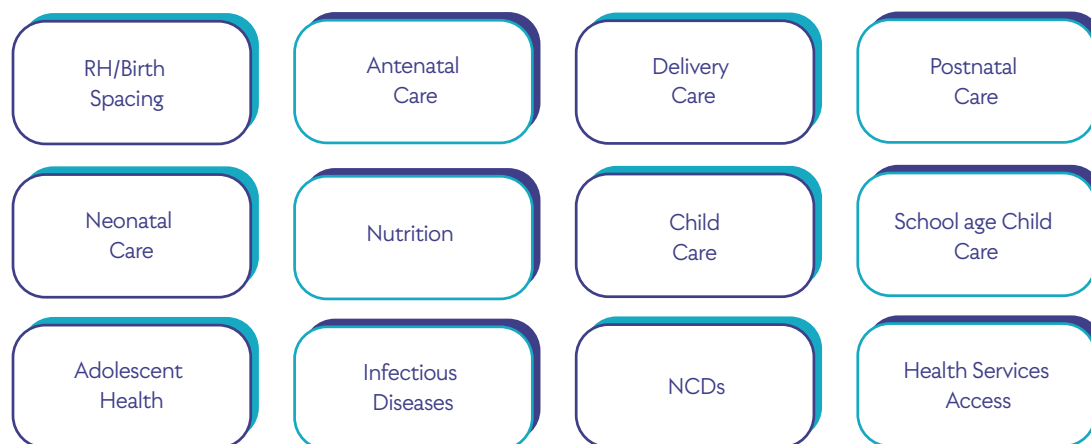 RH/Birth
Spacing
Antenatal
Care
Delivery
Care
Postnatal
Care
Neonatal
Care
Nutrition
Child
Care
School age Child
Care
Adolescent
Health
Infectious
Diseases
NCDs
Health Services
Access